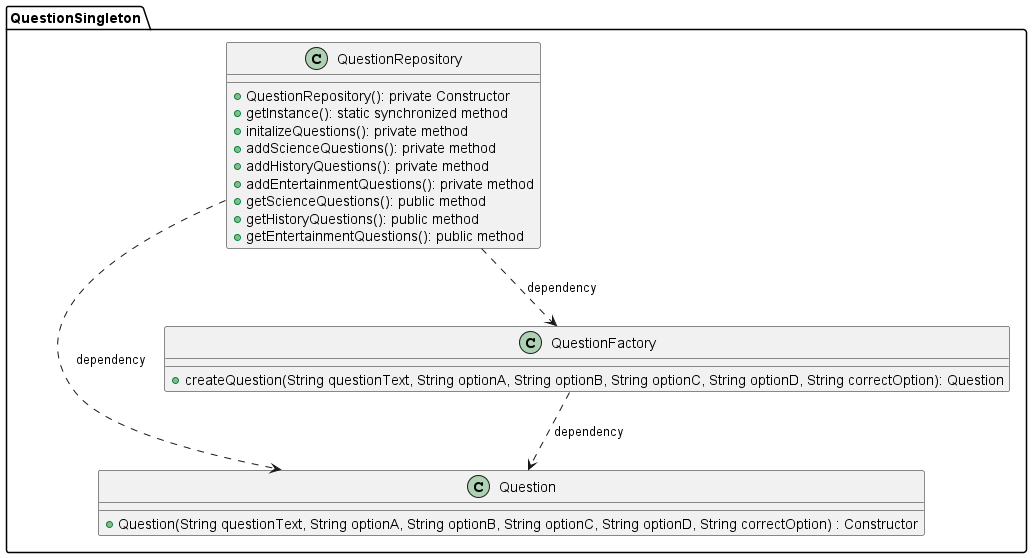 QuestionSingleton
C QuestionRepository
QuestionRepository(): private Constructor
getInstance(): static synchronized method
initalizeQuestions(): private method
addScienceQuestions(): private method
addHistoryQuestions(): private method
addEntertainmentQuestions(): private method
getScienceQuestions(): public method
getHistoryQuestions(): public method
getEntertainmentQuestions(): public method
dependency
C QuestionFactory
dependency
createQuestion(String questionText, String optionA, String optionB, String optionC, String optionD, String correctOption): Question
dependency
C Question
Question(String questionText, String optionA, String optionB, String optionC, String optionD, String correctOption) : Constructor